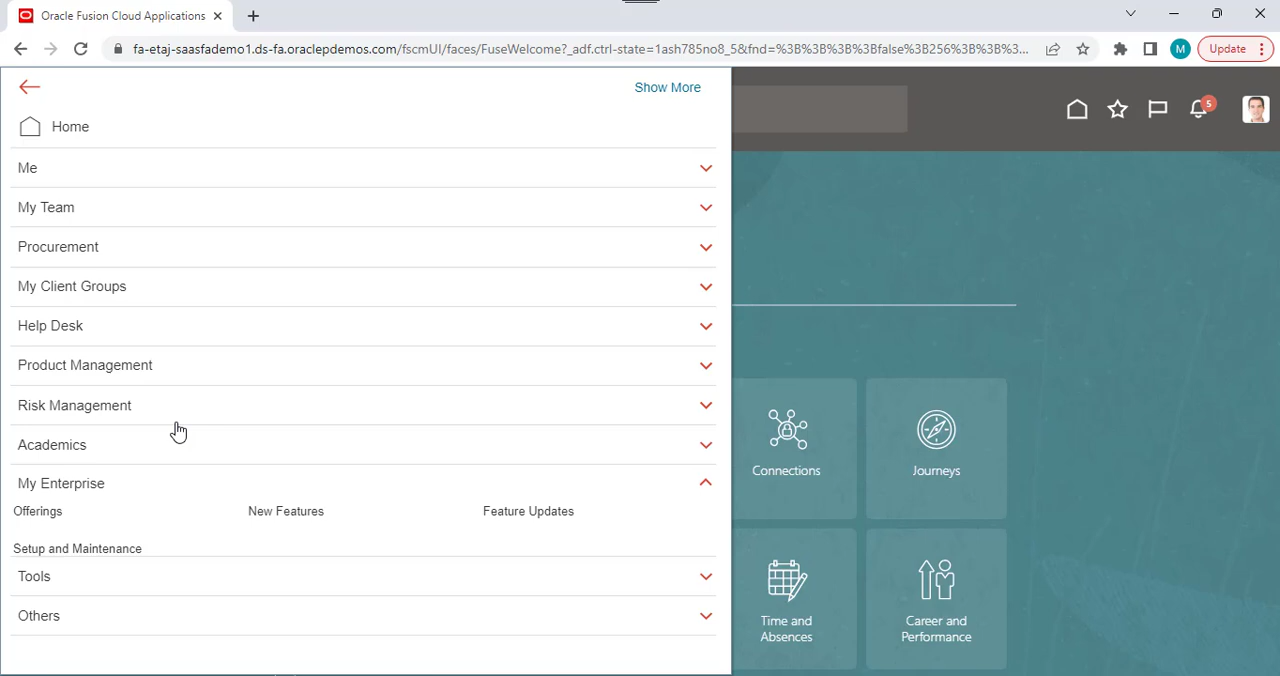 Oracle Fusion Cloud Applications
fa-etaj-saasfademo1.ds-fa.oraclepdemos.com/fscmUI/faces/FuseWelcome?_adf.ctrl-state=1ash785no8_5&fnd=%3B%3B%3B%3Bfalse%3B256%3B%3B%3...
M
Update
Show More
5
Home
Me
My Team
Procurement
My Client Groups
Help Desk
Product Management
Risk Management
Academics
My Enterprise
Offerings New Features Feature Updates
Setup and Maintenance
Tools
Others
Connections
Journeys
Time and
Absences
Career and
Performance